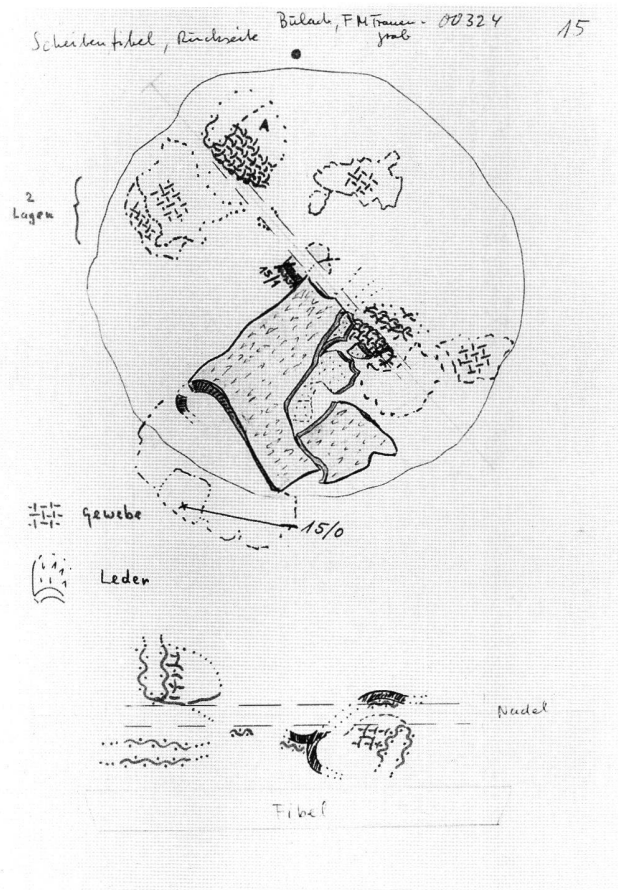 Scheibenfibel, Rückseite
Bülach, FM Frauen-
grab
00324
15
A
2
Lagen
15/1
15/0
Gewebe
Leder
Nadel
Fibel